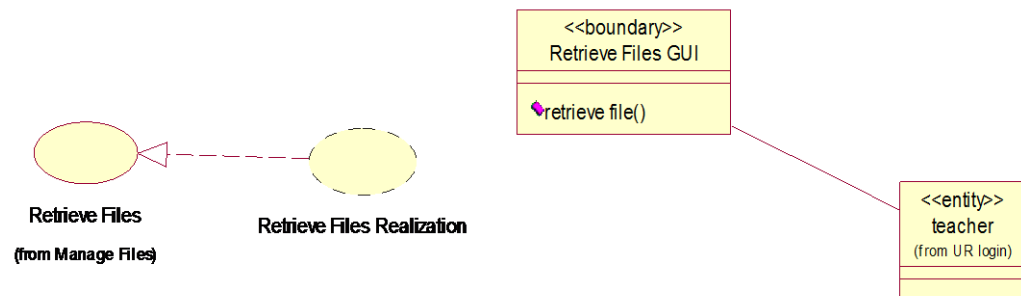 <<boundary>>
Retrieve Files GUI
retrieve file()
Retrieve Files
(from Manage Files)
Retrieve Files Realization
<<entity>>
teacher
(from UR login)